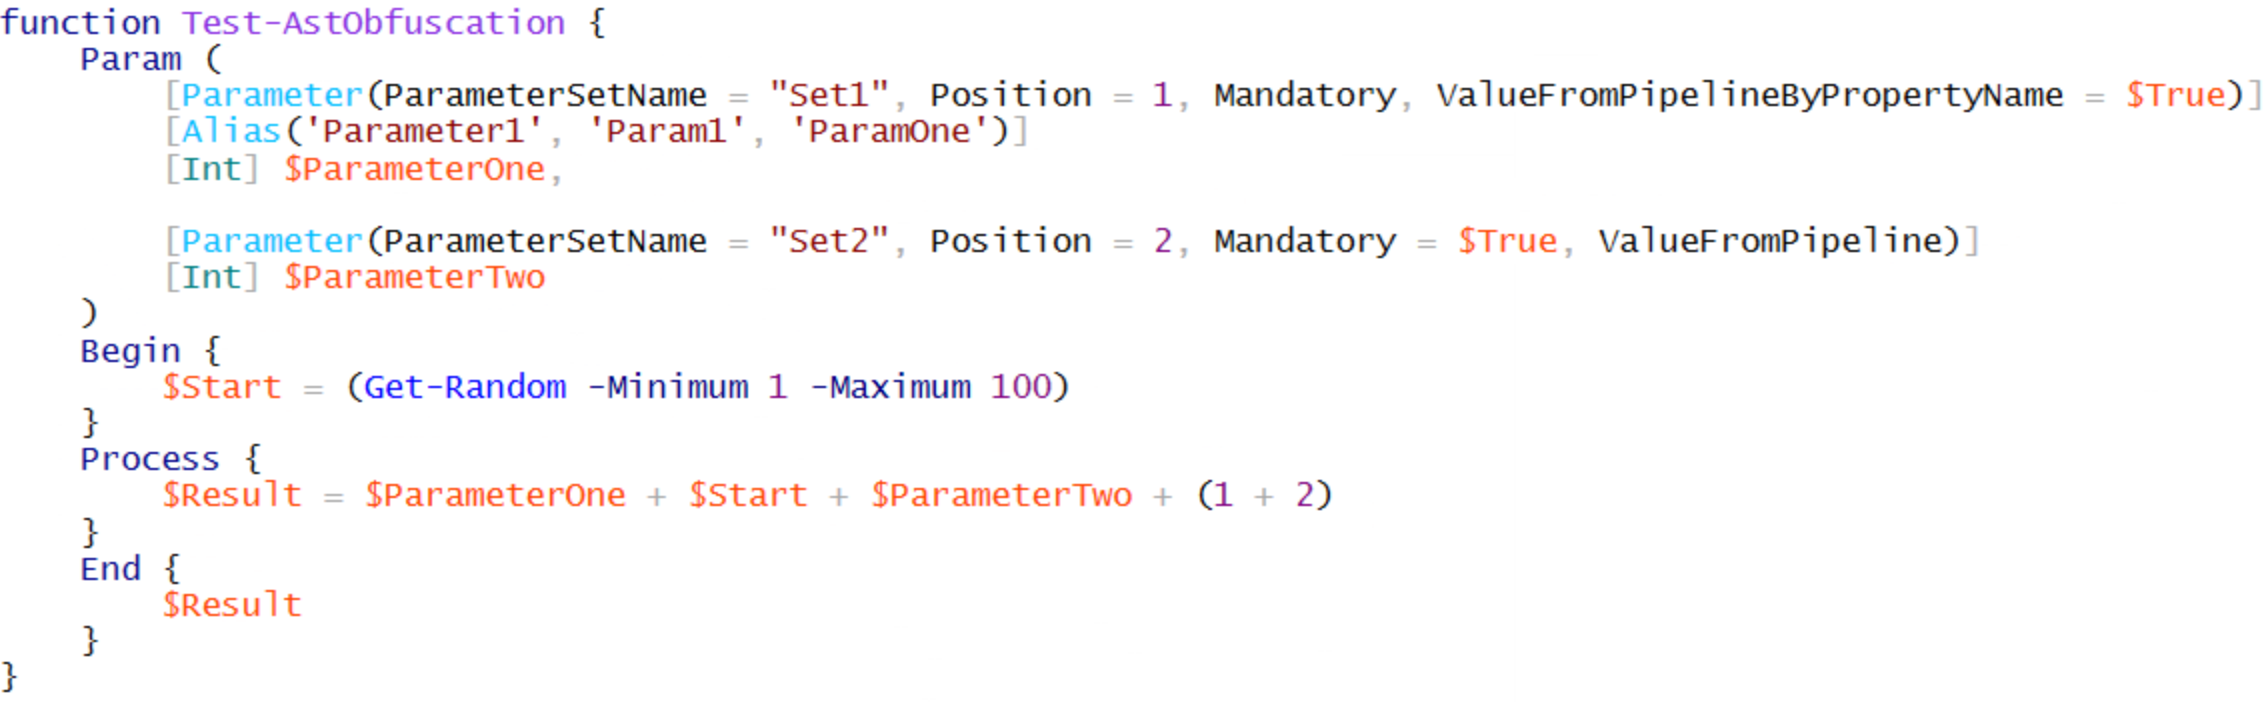 function Test-AstObfuscation {
    Param (
        [Parameter(ParameterSetName = "Set1", Position = 1, Mandatory, ValueFromPipelineByPropertyName = $True)]
        [Alias('Parameter1', 'Param1', 'ParamOne')]
        [Int] $ParameterOne,

        [Parameter(ParameterSetName = "Set2", Position = 2, Mandatory = $True, ValueFromPipeline)]
        [Int] $ParameterTwo
    )
    Begin {
        $Start = (Get-Random -Minimum 1 -Maximum 100)
    }
    Process {
        $Result = $ParameterOne + $Start + $ParameterTwo + (1 + 2)
    }
    End {
        $Result
    }
}